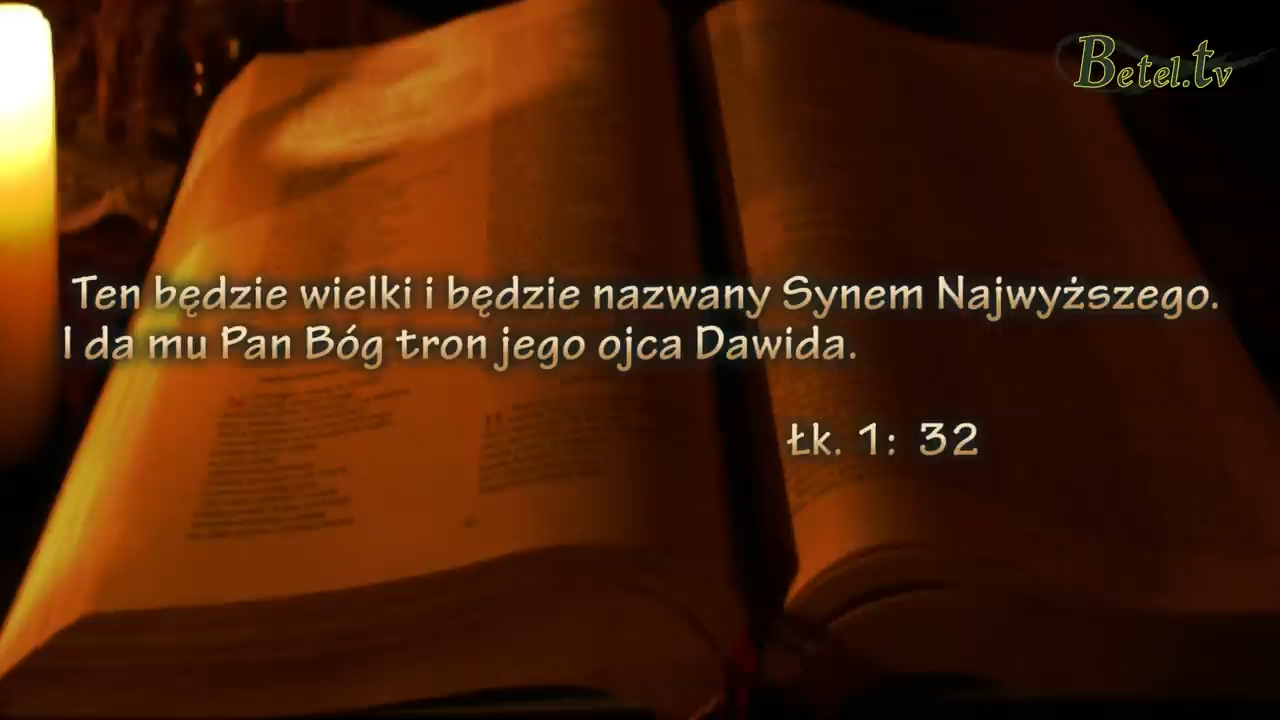 Betel.tv
Ten będzie wielki i będzie nazwany Synem Najwyższego.
I da mu Pan Bóg tron jego ojca Dawida.
Łk. 1: 32